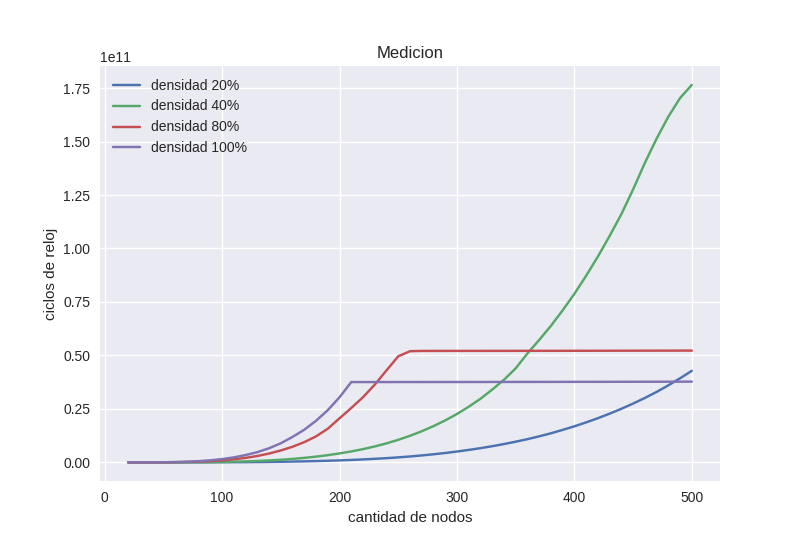 Medicion
1e11
densidad 20%
densidad 40%
densidad 80%
densidad 100%
1.75
1.50
1.25
1.00
0.75
0.50
0.25
0.00
ciclos de reloj
0 100 200 300 400 500
cantidad de nodos